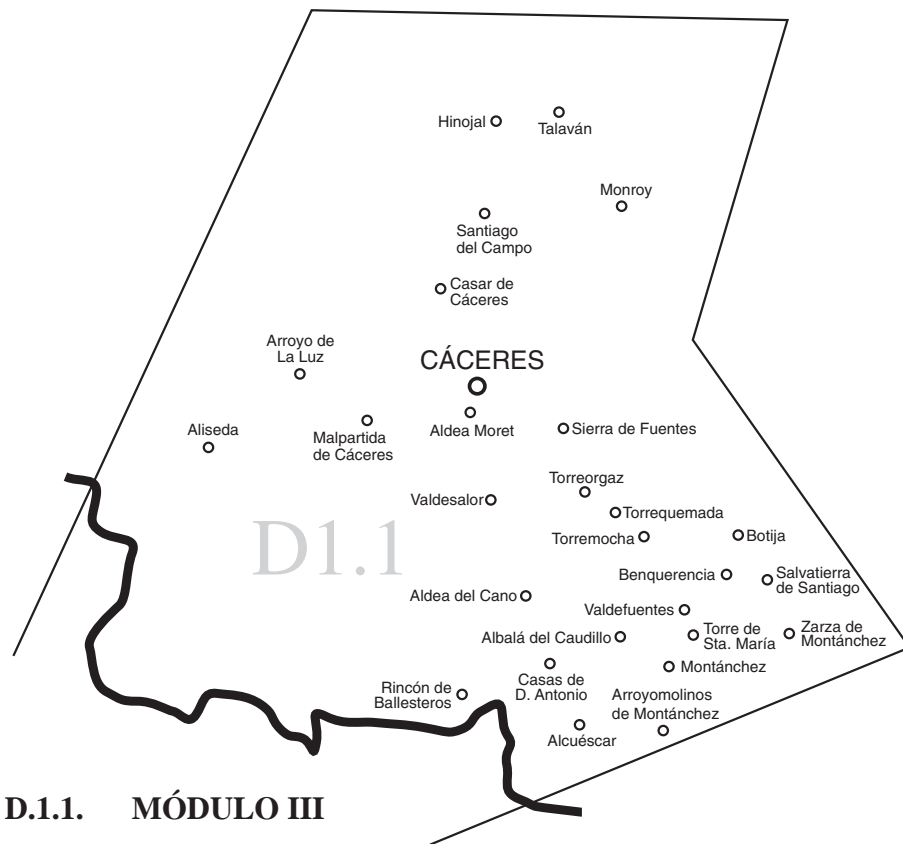 Hinojal
Talaván
Monroy
Santiago
del Campo
Casar de
Cáceres
Arroyo de
La Luz
CÁCERES
Aldea Moret
Sierra de Fuentes
Aliseda
Malpartida
de Cáceres
Torreorgaz
Valdesalor
Torrequemada
D1.1
Torremocha
Botija
Benquerencia
Salvatierra
de Santiago
Aldea del Cano
Valdefuentes
Albalá del Caudillo
Torre de
Sta. María
Zarza de
Montánchez
Montánchez
Casas de
D. Antonio
Rincón de
Ballesteros
Arroyomolinos
de Montánchez
Alcuéscar
D.1.1. MÓDULO III